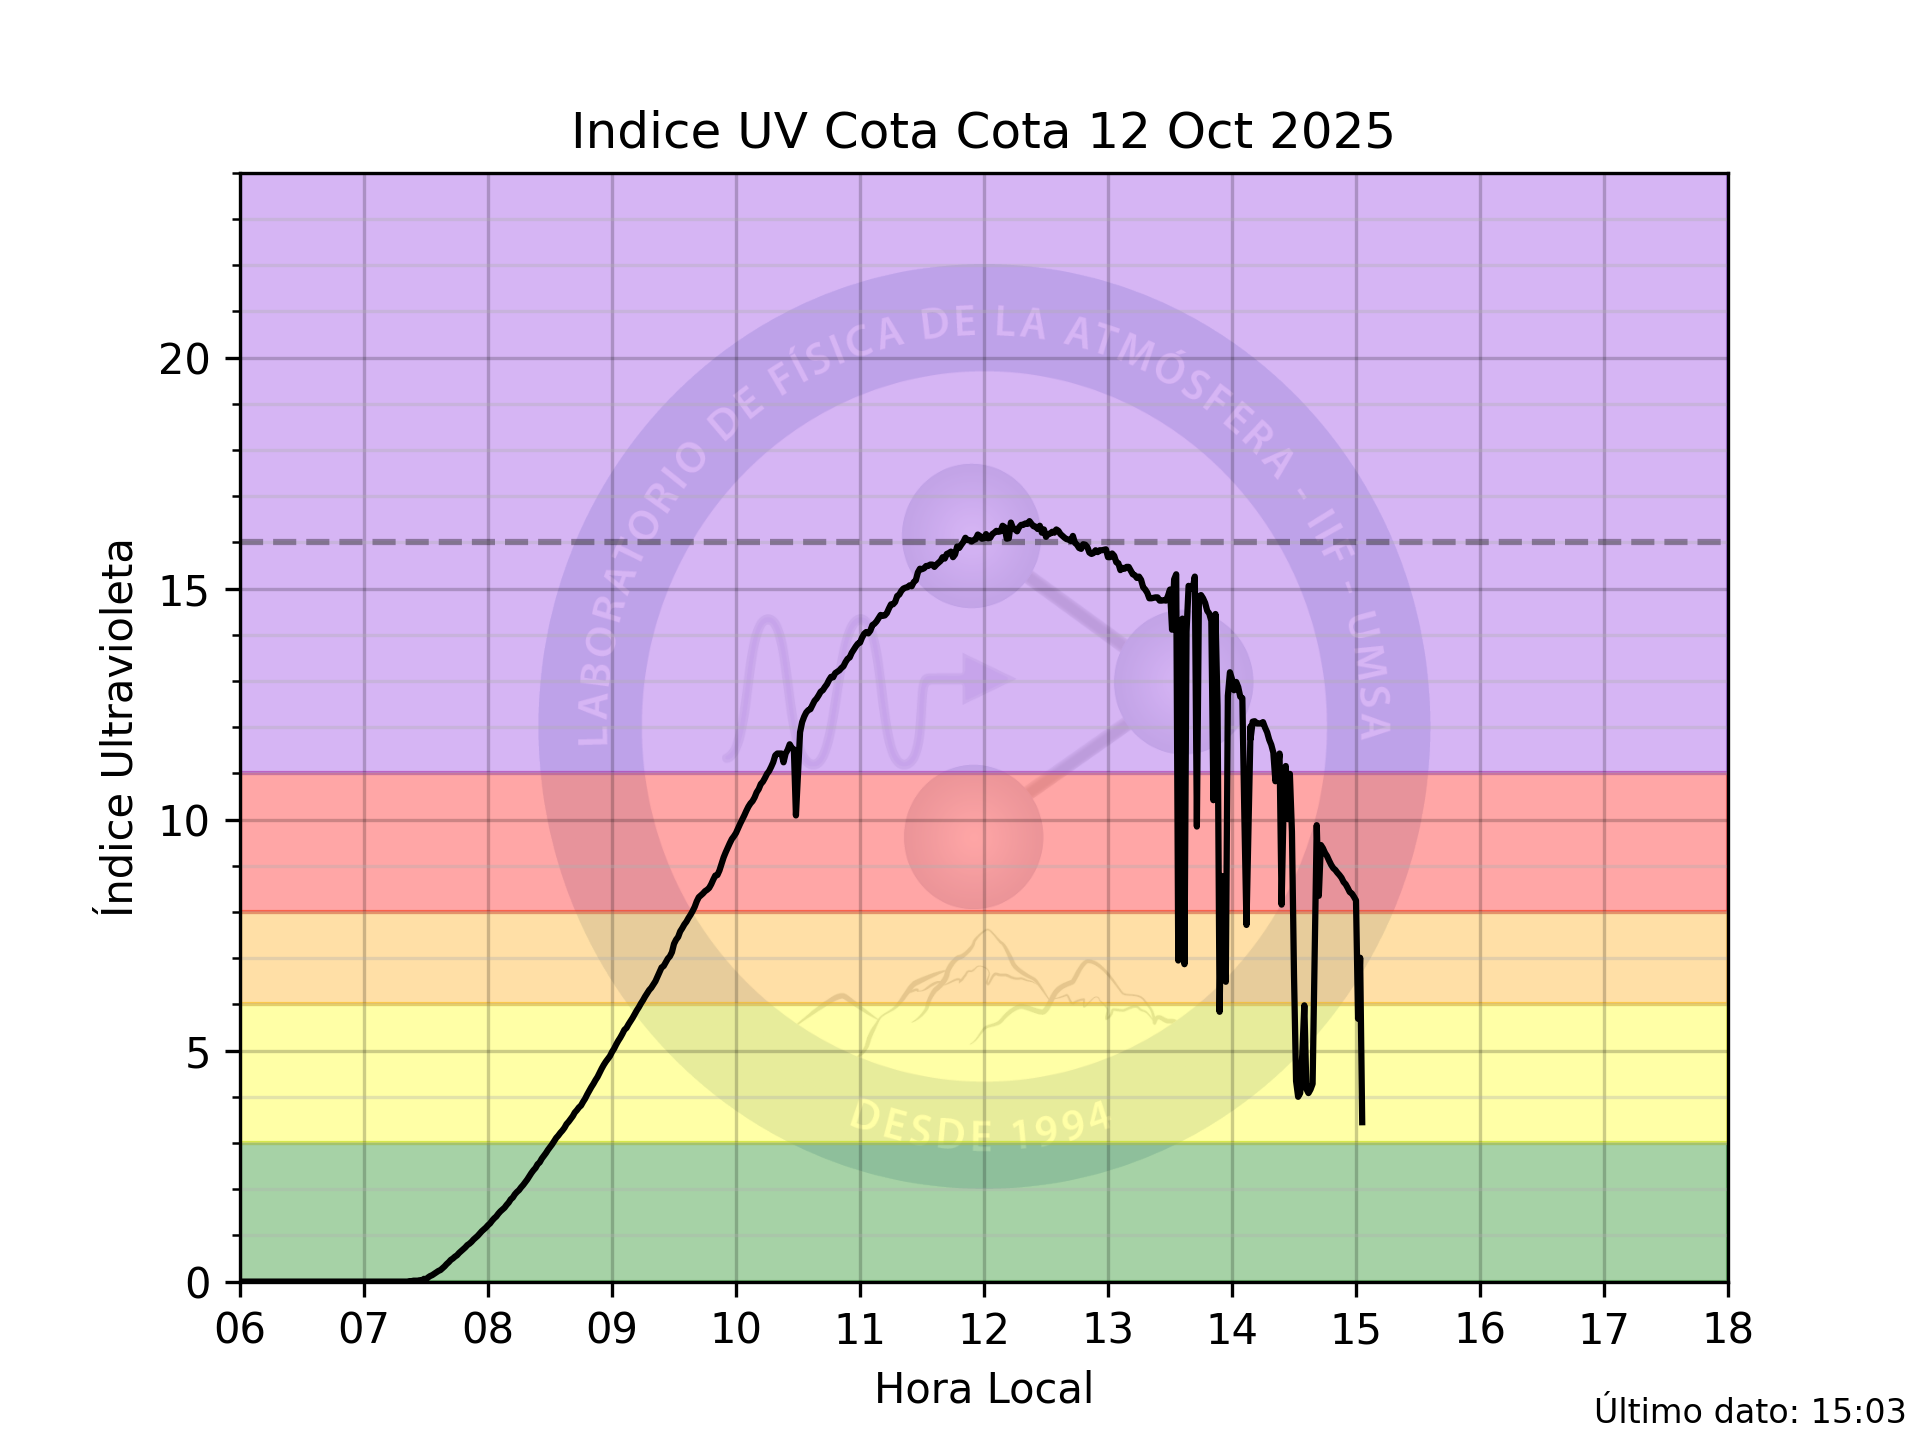 Indice UV Cota Cota 12 Oct 2025
LABORATORIO DE FÍSICA DE LA ATMÓSFERA - IIF - UMSA
DESDE 1994
Índice Ultravioleta
20
15
10
5
0
06 07 08 09 10 11 12 13 14 15 16 17 18
Hora Local
Último dato: 15:03